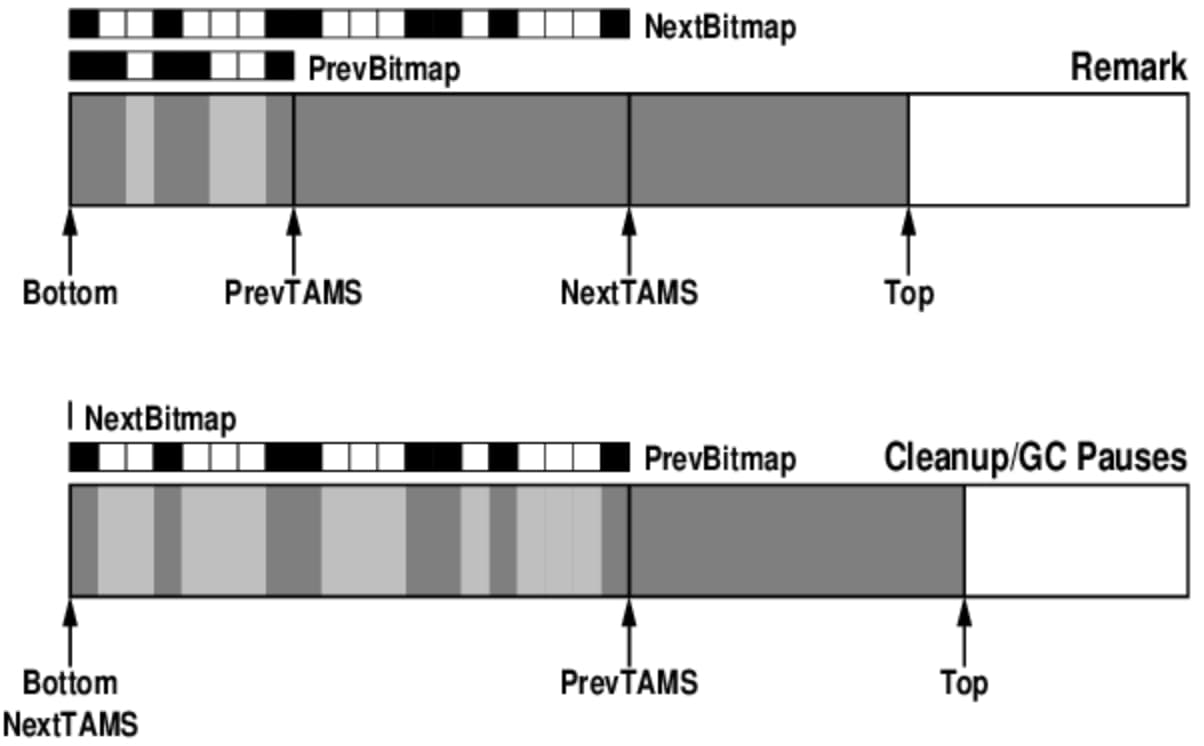 NextBitmap
PrevBitmap
Remark
Bottom PrevTAMS NextTAMS Top
NextBitmap
PrevBitmap
Cleanup/GC Pauses
Bottom PrevTAMS Top
NextTAMS